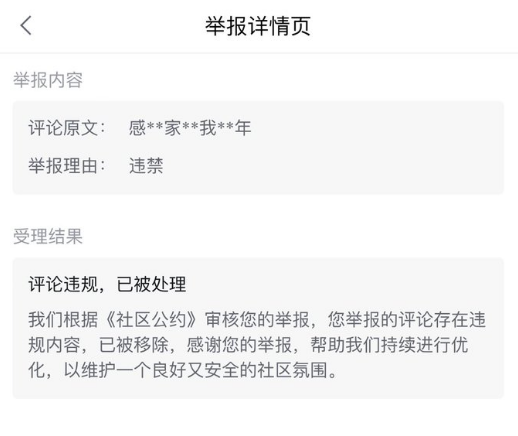 举报详情页
举报内容
评论原文： 感**家**我**年
举报理由： 违禁
受理结果
评论违规，已被处理
我们根据《社区公约》审核您的举报，您举报的评论存在违
规内容，已被移除，感谢您的举报，帮助我们持续进行优
化，以维护一个良好又安全的社区氛围。